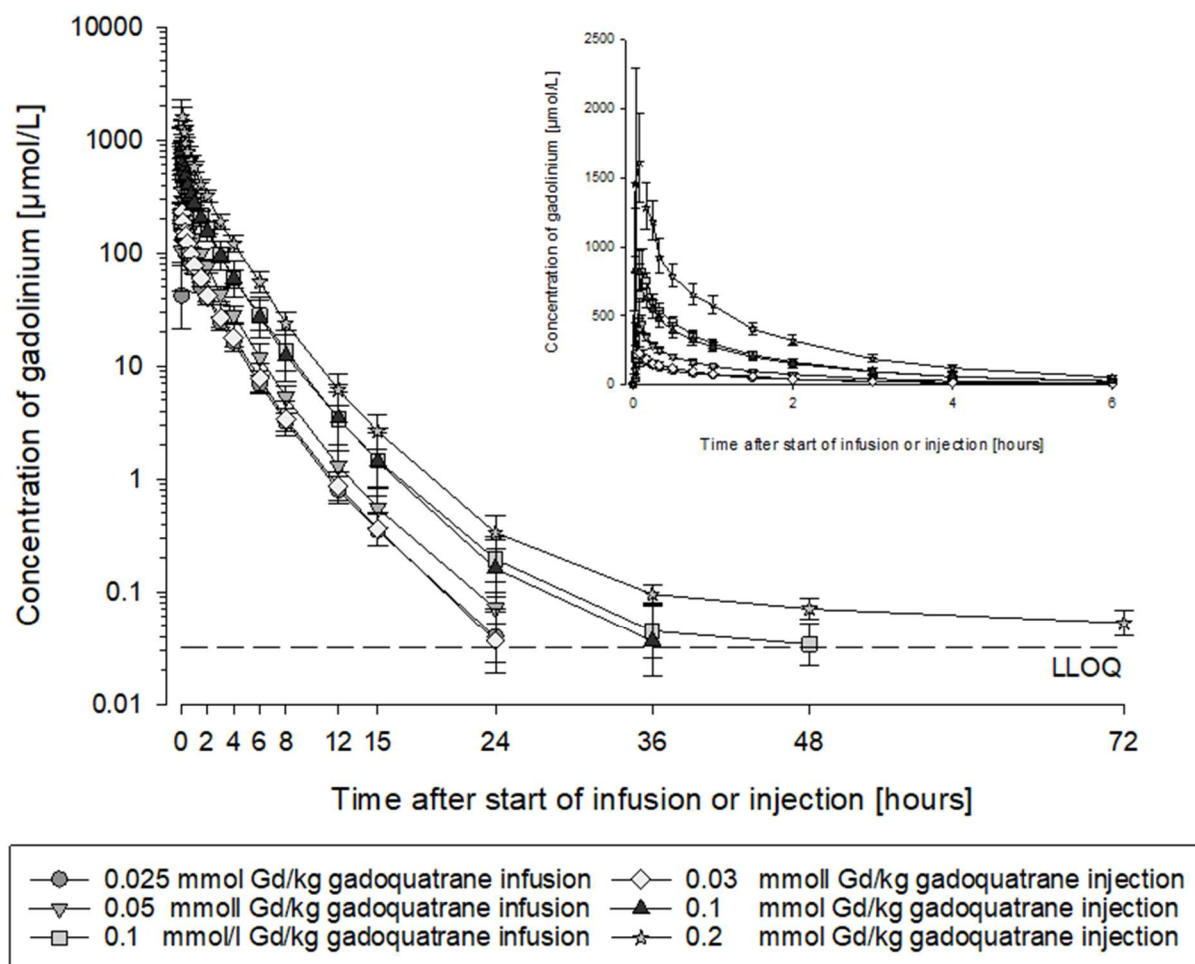 10000
1000
100
10
1
0.1
0.01
Concentration of gadolinium [µmol/L]
0 2 4 6 8 12 15 24 36 48 72
Time after start of infusion or injection [hours]
LLOQ
2500
2000
1500
1000
500
0
Concentration of gadolinium [µmol/L]
0 2 4 6
Time after start of infusion or injection [hours]
0.025 mmol Gd/kg gadoquatrane infusion
0.05 mmoll Gd/kg gadoquatrane infusion
0.1 mmol/l Gd/kg gadoquatrane infusion
0.03 mmoll Gd/kg gadoquatrane injection
0.1 mmol Gd/kg gadoquatrane injection
0.2 mmol Gd/kg gadoquatrane injection